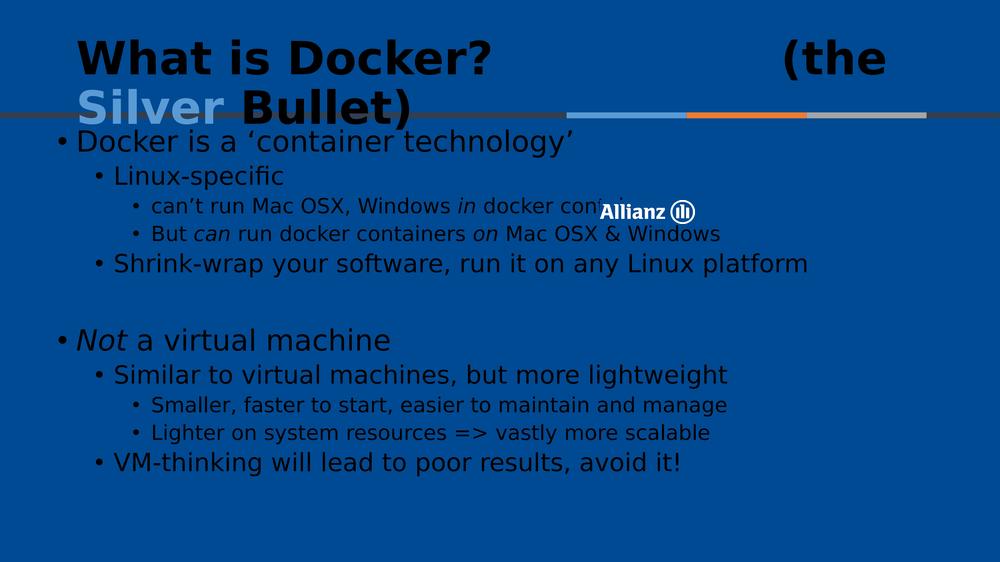 What is Docker? (the
Silver Bullet)
• Docker is a ‘container technology’
• Linux-specific
• can’t run Mac OSX, Windows in docker
Allianz
• But can run docker containers on Mac OSX & Windows
• Shrink-wrap your software, run it on any Linux platform
• Not a virtual machine
• Similar to virtual machines, but more lightweight
• Smaller, faster to start, easier to maintain and manage
• Lighter on system resources => vastly more scalable
• VM-thinking will lead to poor results, avoid it!